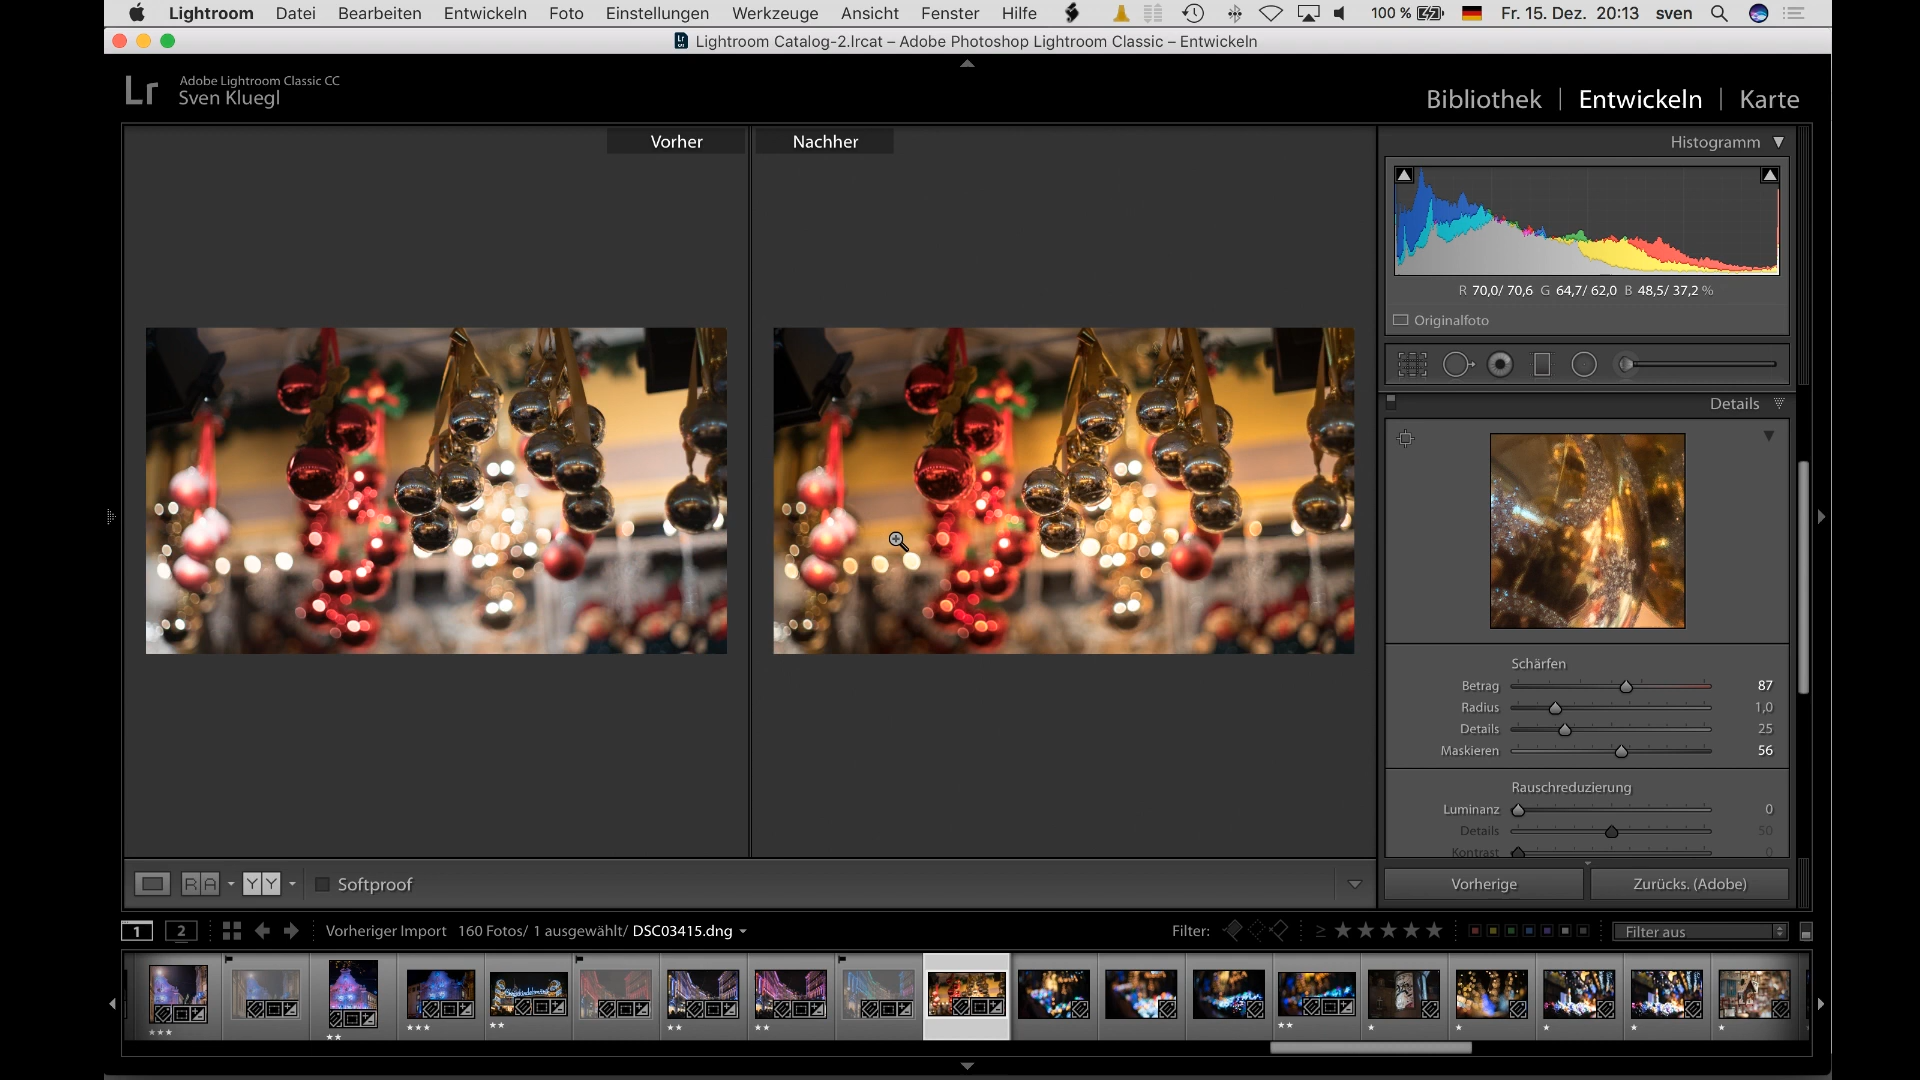 Lightroom Datei Bearbeiten Entwickeln Foto Einstellungen Werkzeuge Ansicht Fenster Hilfe 100 % Fr. 15. Dez. 20:13 sven
Lightroom Catalog-2.lrcat – Adobe Photoshop Lightroom Classic – Entwickeln
Lr
Adobe Lightroom Classic CC
Sven Kluegl
Bibliothek | Entwickeln | Karte
Vorher
Nachher
Histogramm
R 70,0/ 70,6 G 64,7/ 62,0 B 48,5/ 37,2 %
Originalfoto
Details
Schärfen
Betrag 87
Radius 1,0
Details 25
Maskieren 56
Rauschreduzierung
Luminanz 0
Details 50
Kontrast 0
R A Y Y Softproof
Vorherige
Zurücks. (Adobe)
1 2 Vorheriger Import 160 Fotos/ 1 ausgewählt/ DSC03415.dng
Filter: ≥ ★★★★★ Filter aus